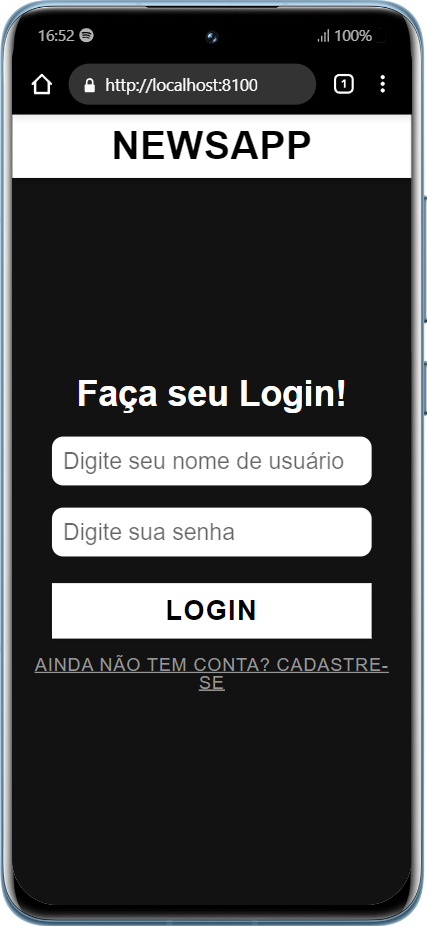 16:52 100%
http://localhost:8100 1
NEWSAPP
Faça seu Login!
Digite seu nome de usuário
Digite sua senha
LOGIN
AINDA NÃO TEM CONTA? CADASTRE-
SE